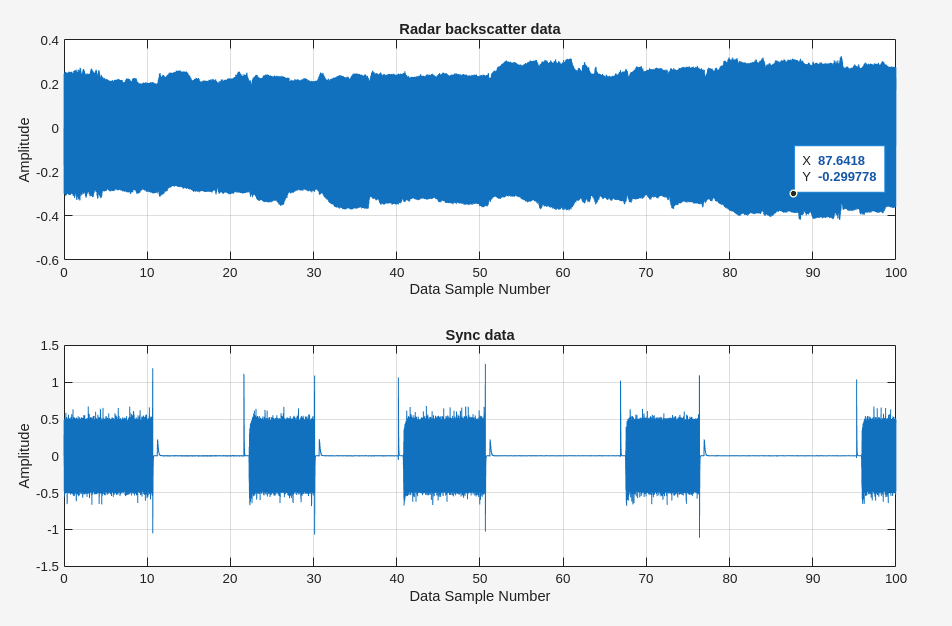 Radar backscatter data
0.4
0.2
0
-0.2
-0.4
-0.6
Amplitude
X 87.6418
Y -0.299778
0 10 20 30 40 50 60 70 80 90 100
Data Sample Number
Sync data
1.5
1
0.5
0
-0.5
-1
-1.5
Amplitude
0 10 20 30 40 50 60 70 80 90 100
Data Sample Number